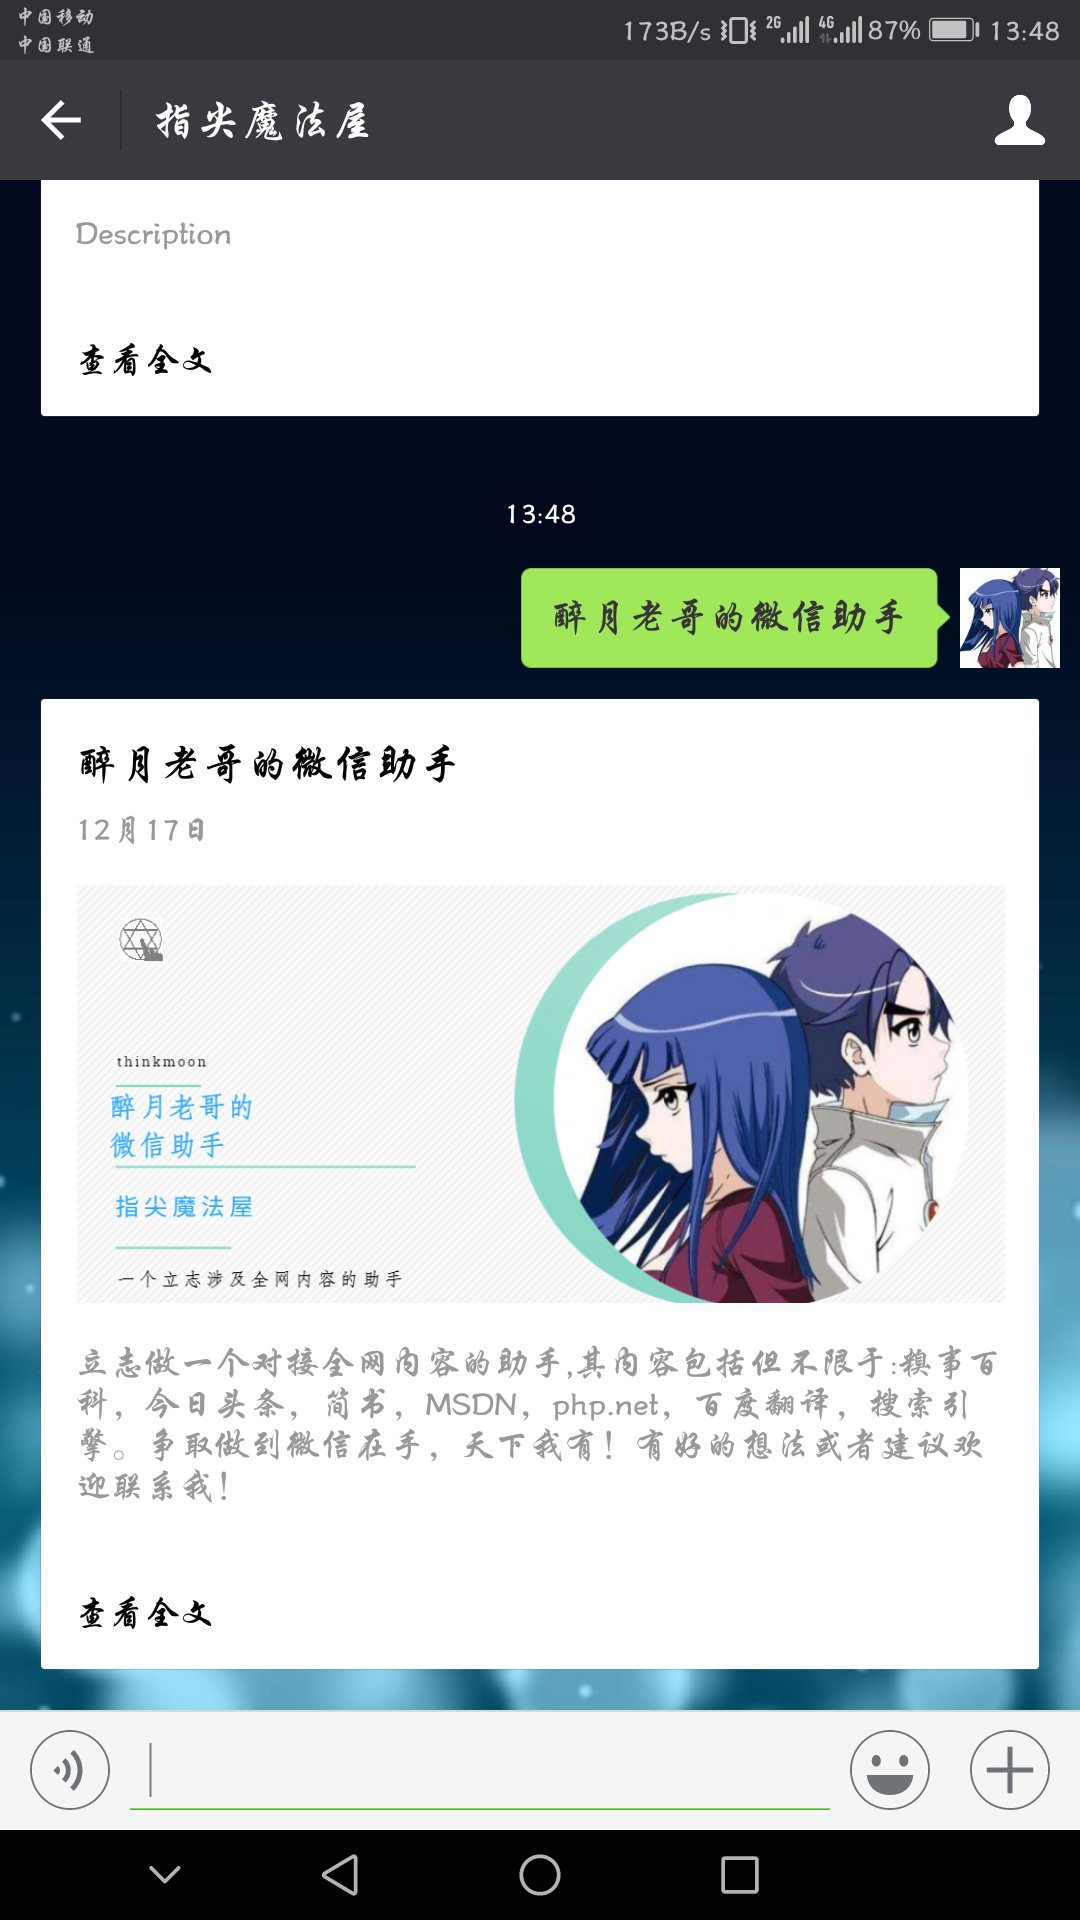 中国移动
中国联通
173B/s 2G 4G 87% 13:48
指尖魔法屋
Description
查看全文
13:48
醉月老哥的微信助手
醉月老哥的微信助手
12月17日
thinkmoon
醉月老哥的
微信助手
指尖魔法屋
一个立志涉及全网内容的助手
立志做一个对接全网内容的助手,其内容包括但不限于:糗事百
科，今日头条，简书，MSDN，php.net，百度翻译，搜索引
擎。争取做到微信在手，天下我有！有好的想法或者建议欢
迎联系我！
查看全文